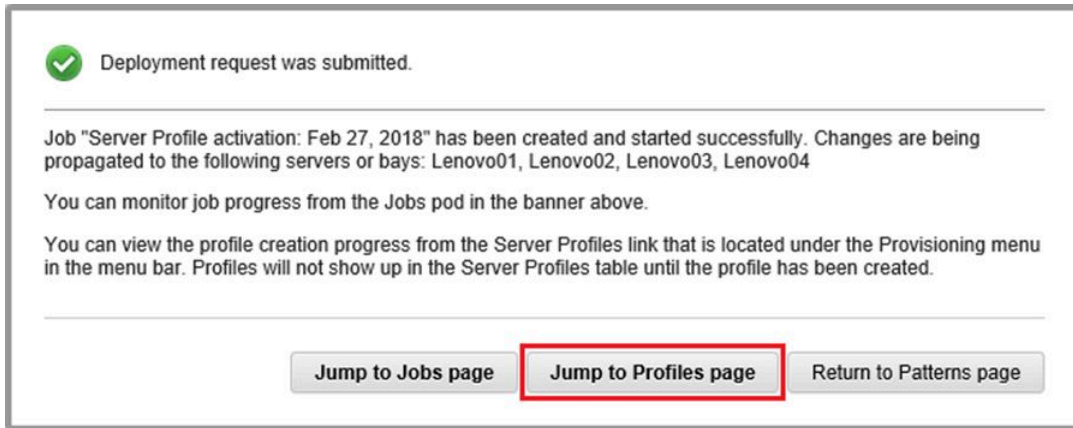 Deployment request was submitted.
Job "Server Profile activation: Feb 27, 2018" has been created and started successfully. Changes are being
propagated to the following servers or bays: Lenovo01, Lenovo02, Lenovo03, Lenovo04
You can monitor job progress from the Jobs pod in the banner above.
You can view the profile creation progress from the Server Profiles link that is located under the Provisioning menu
in the menu bar. Profiles will not show up in the Server Profiles table until the profile has been created.
Jump to Jobs page Jump to Profiles page Return to Patterns page